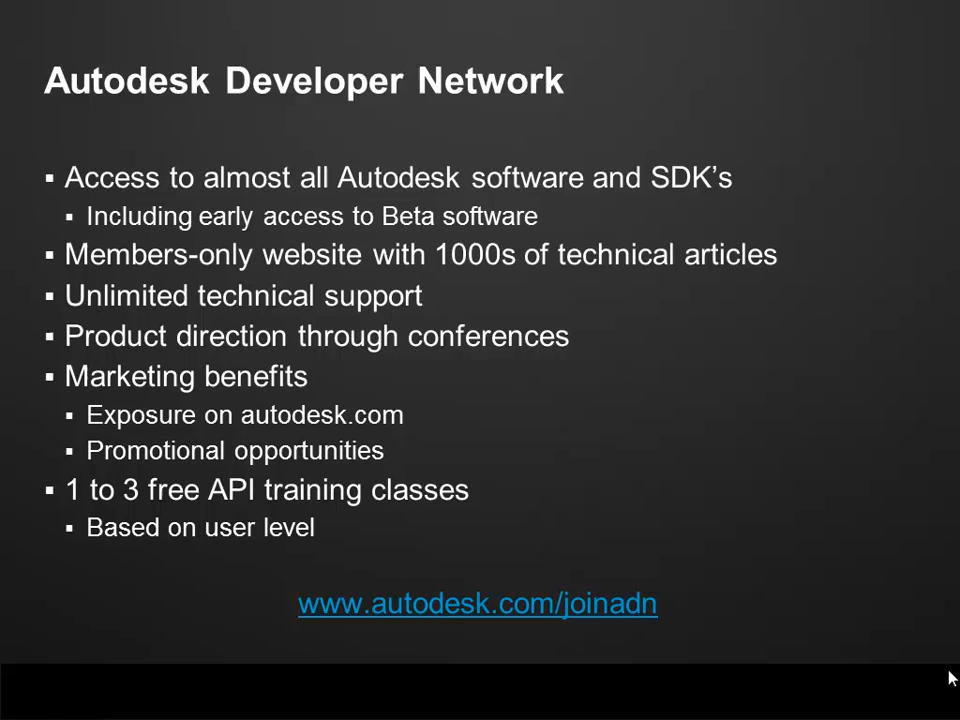 Autodesk Developer Network
▪ Access to almost all Autodesk software and SDK’s
▪ Including early access to Beta software
▪ Members-only website with 1000s of technical articles
▪ Unlimited technical support
▪ Product direction through conferences
▪ Marketing benefits
▪ Exposure on autodesk.com
▪ Promotional opportunities
▪ 1 to 3 free API training classes
▪ Based on user level
www.autodesk.com/joinadn